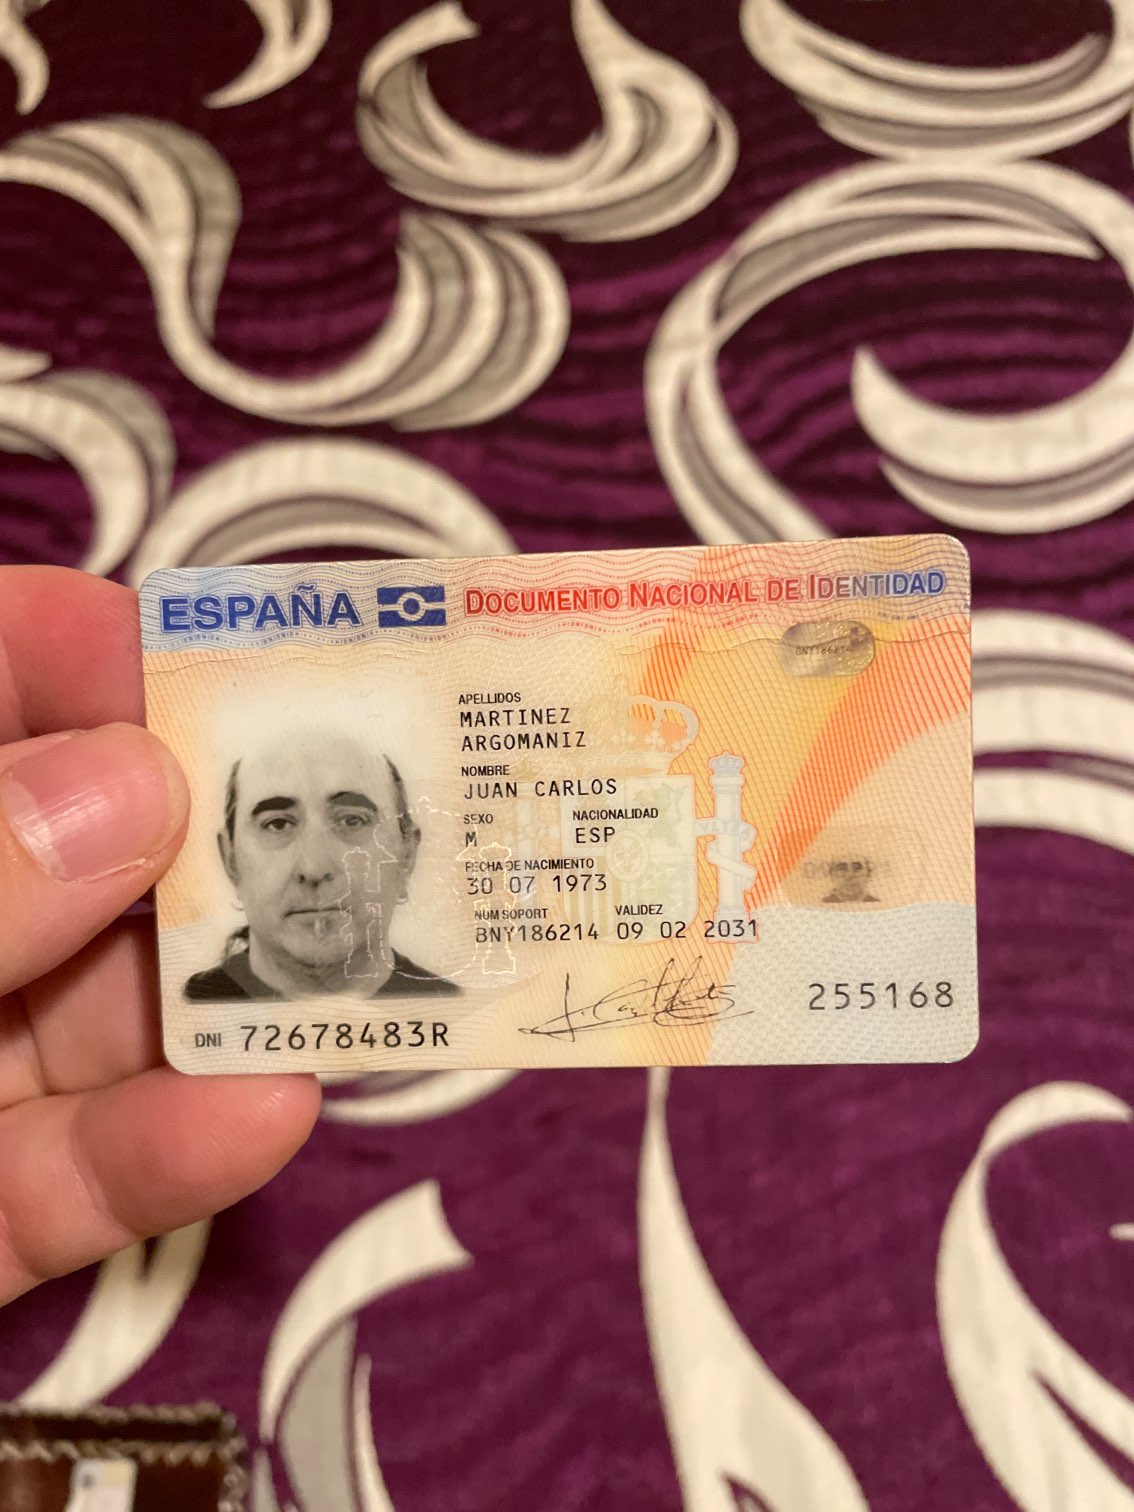 ESPAÑA DOCUMENTO NACIONAL DE IDENTIDAD
BNY186214
APELLIDOS
MARTINEZ
ARGOMANIZ
NOMBRE
JUAN CARLOS
SEXO NACIONALIDAD
M ESP
FECHA DE NACIMIENTO
30 07 1973
NUM SOPORT VALIDEZ
BNY186214 09 02 2031
255168
DNI 72678483R